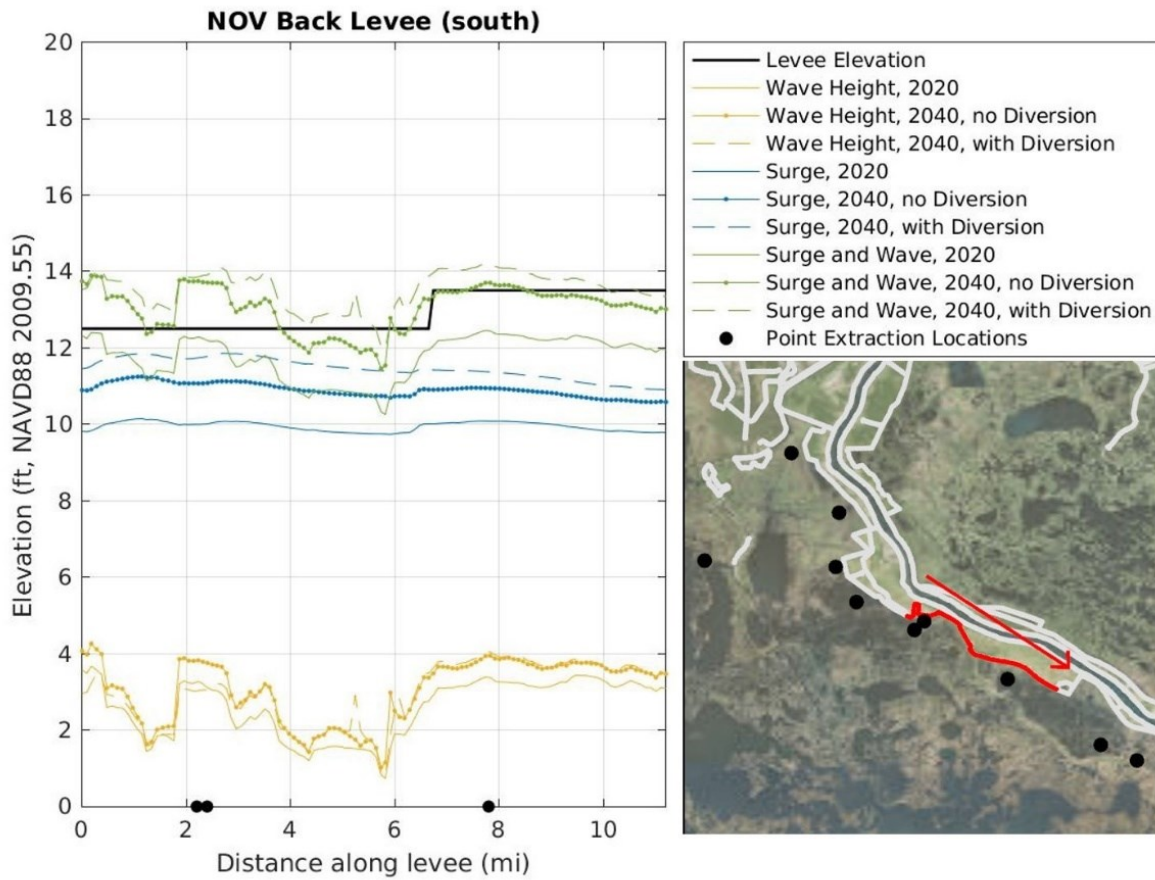 NOV Back Levee (south)
20
18
16
14
12
10
8
6
4
2
0
Elevation (ft, NAVD88 2009.55)
0 2 4 6 8 10
Distance along levee (mi)
Levee Elevation
Wave Height, 2020
Wave Height, 2040, no Diversion
Wave Height, 2040, with Diversion
Surge, 2020
Surge, 2040, no Diversion
Surge, 2040, with Diversion
Surge and Wave, 2020
Surge and Wave, 2040, no Diversion
Surge and Wave, 2040, with Diversion
Point Extraction Locations